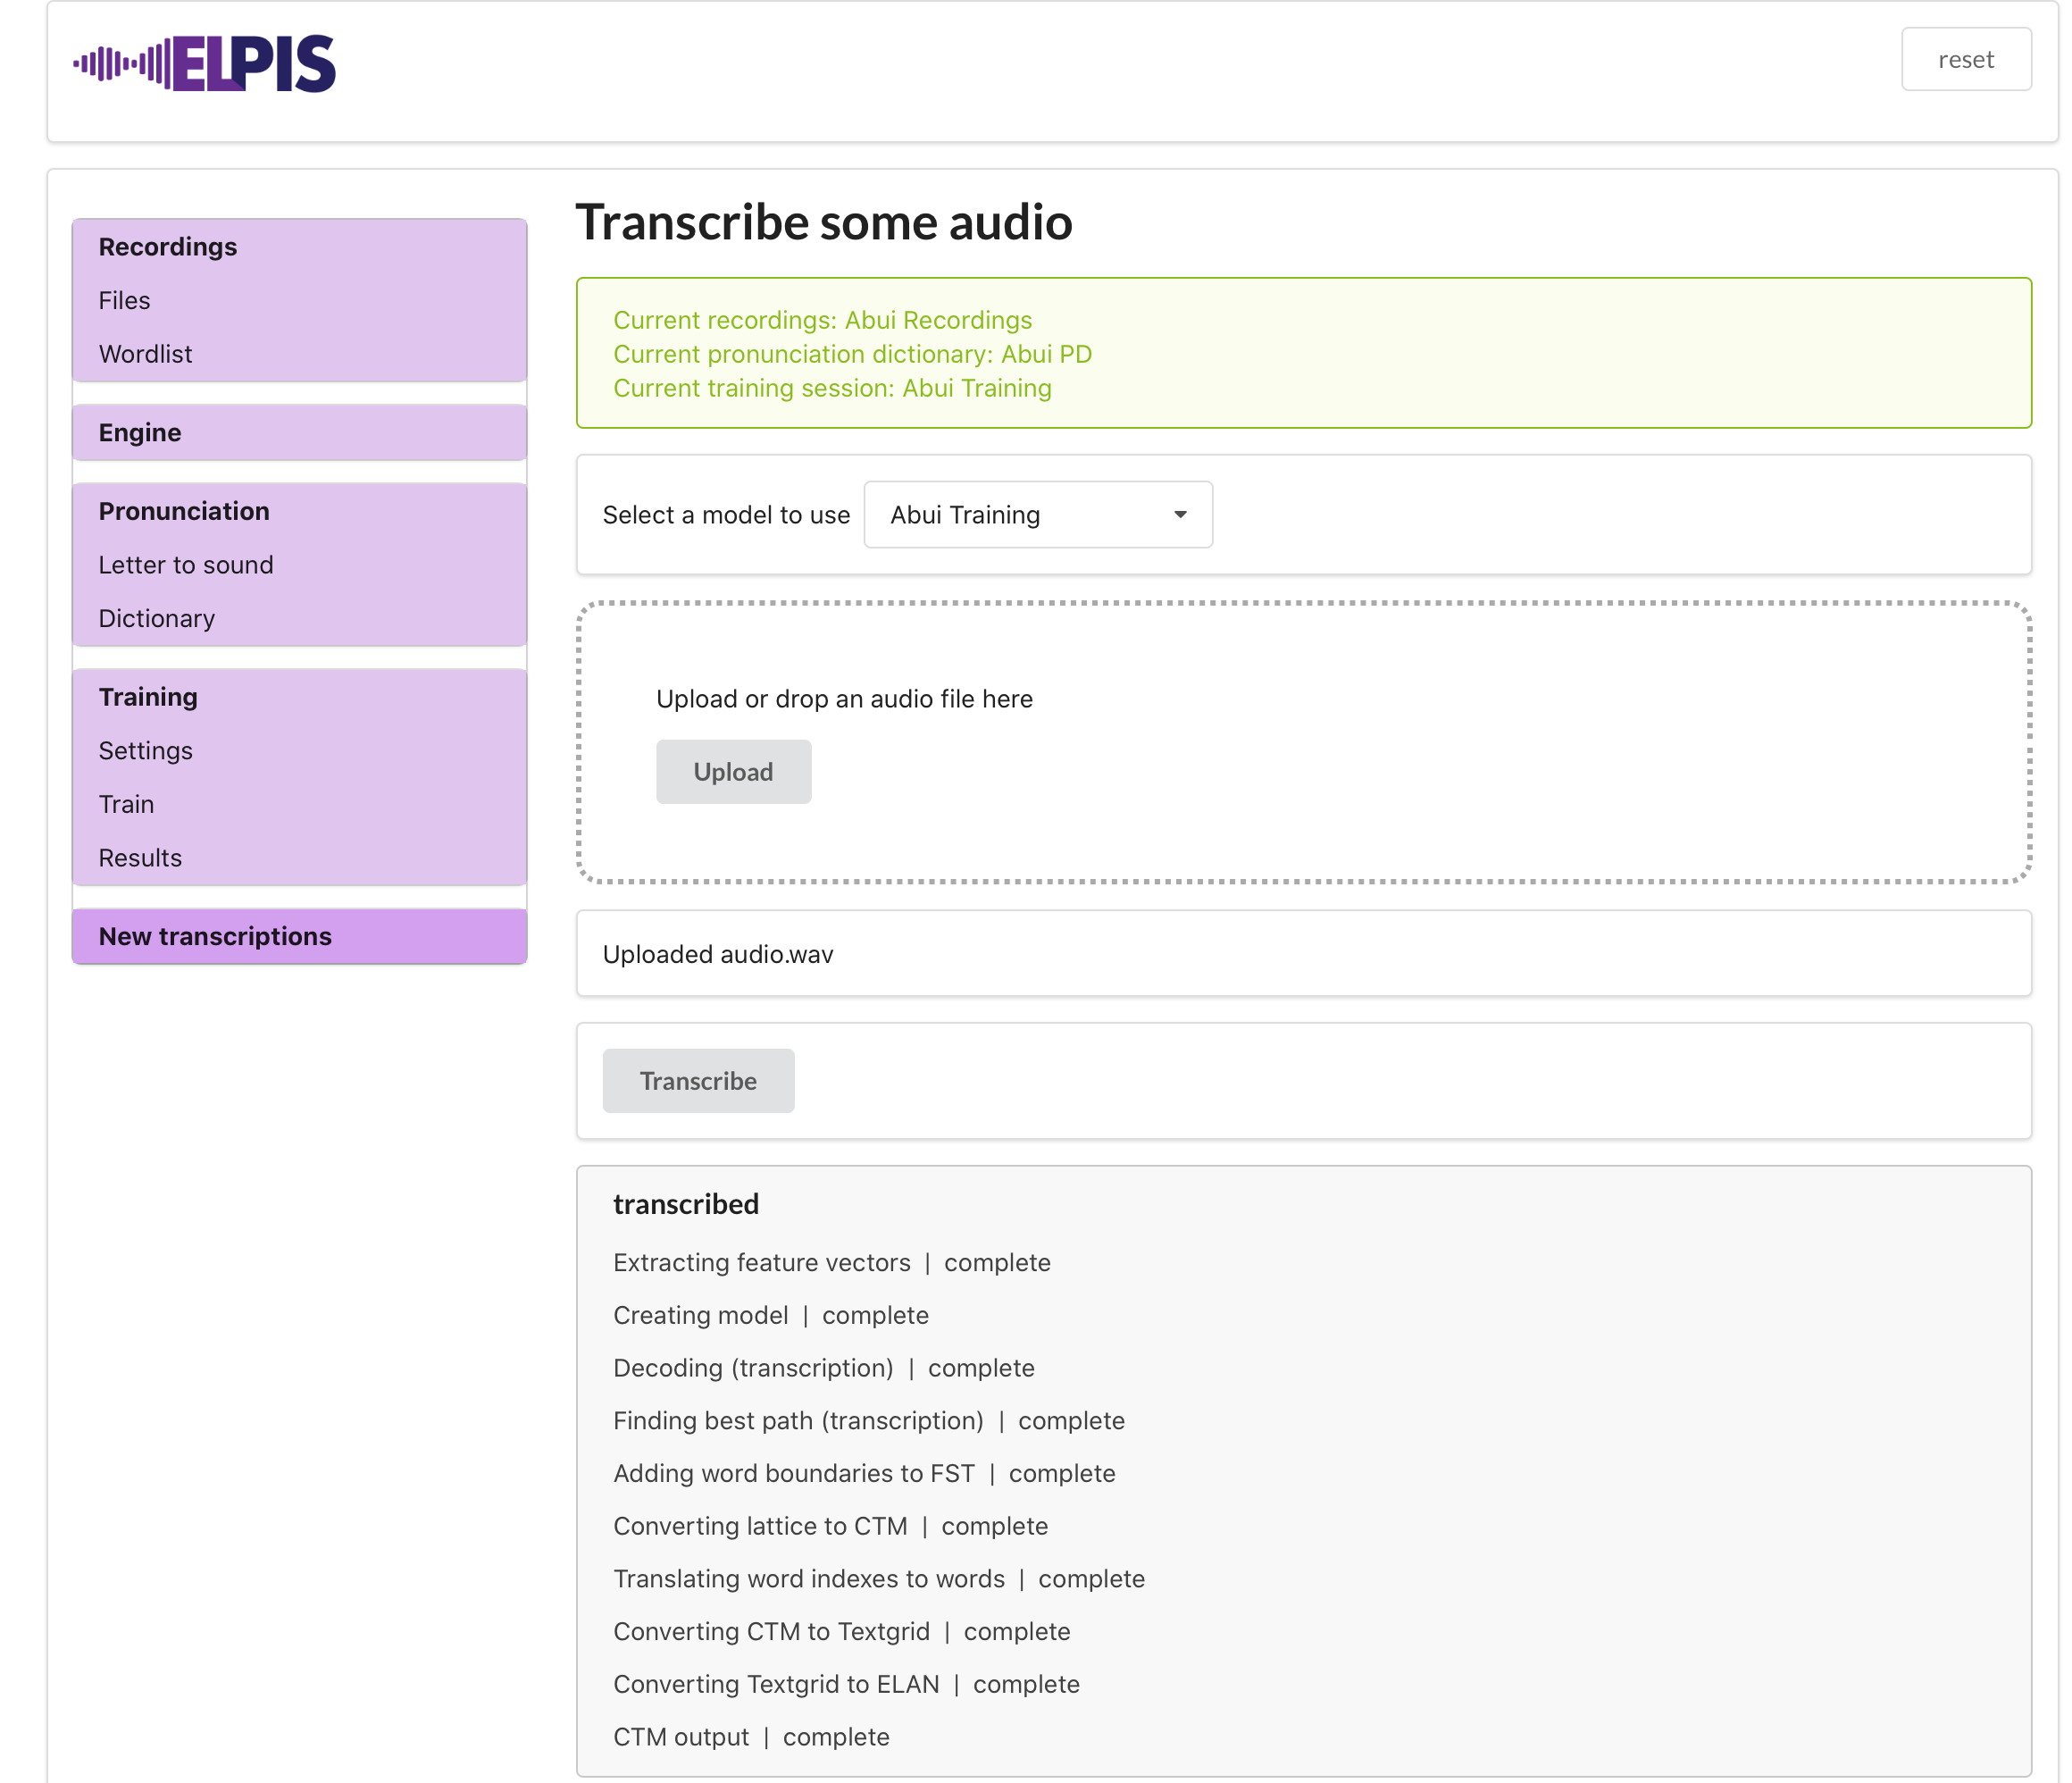 ELPIS
reset
Recordings
Files
Wordlist
Engine
Pronunciation
Letter to sound
Dictionary
Training
Settings
Train
Results
New transcriptions
Transcribe some audio
Current recordings: Abui Recordings
Current pronunciation dictionary: Abui PD
Current training session: Abui Training
Select a model to use Abui Training
Upload or drop an audio file here
Upload
Uploaded audio.wav
Transcribe
transcribed
Extracting feature vectors | complete
Creating model | complete
Decoding (transcription) | complete
Finding best path (transcription) | complete
Adding word boundaries to FST | complete
Converting lattice to CTM | complete
Translating word indexes to words | complete
Converting CTM to Textgrid | complete
Converting Textgrid to ELAN | complete
CTM output | complete